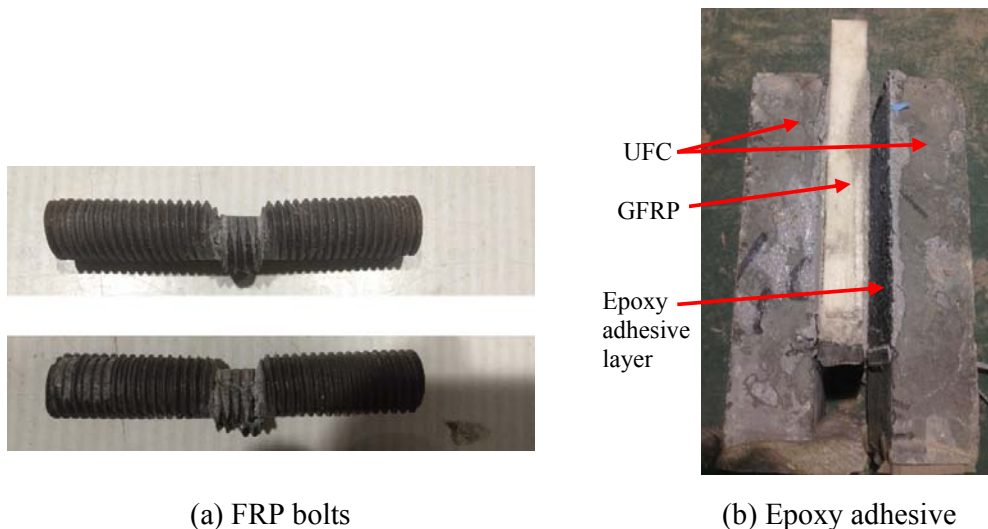 UFC
GFRP
Epoxy
adhesive
layer
(a) FRP bolts
(b) Epoxy adhesive